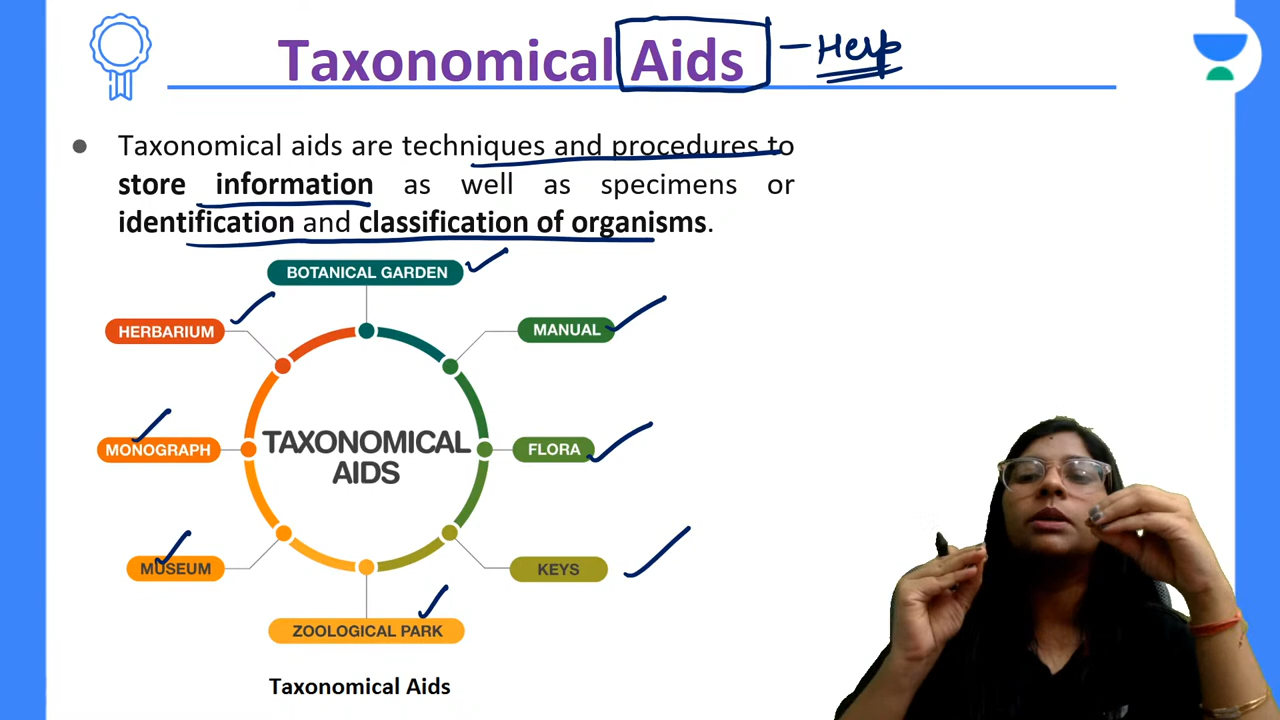 Taxonomical Aids – Help
• Taxonomical aids are techniques and procedures to
store information as well as specimens or
identification and classification of organisms.
BOTANICAL GARDEN
HERBARIUM
MANUAL
MONOGRAPH
TAXONOMICAL
AIDS
FLORA
MUSEUM
KEYS
ZOOLOGICAL PARK
Taxonomical Aids